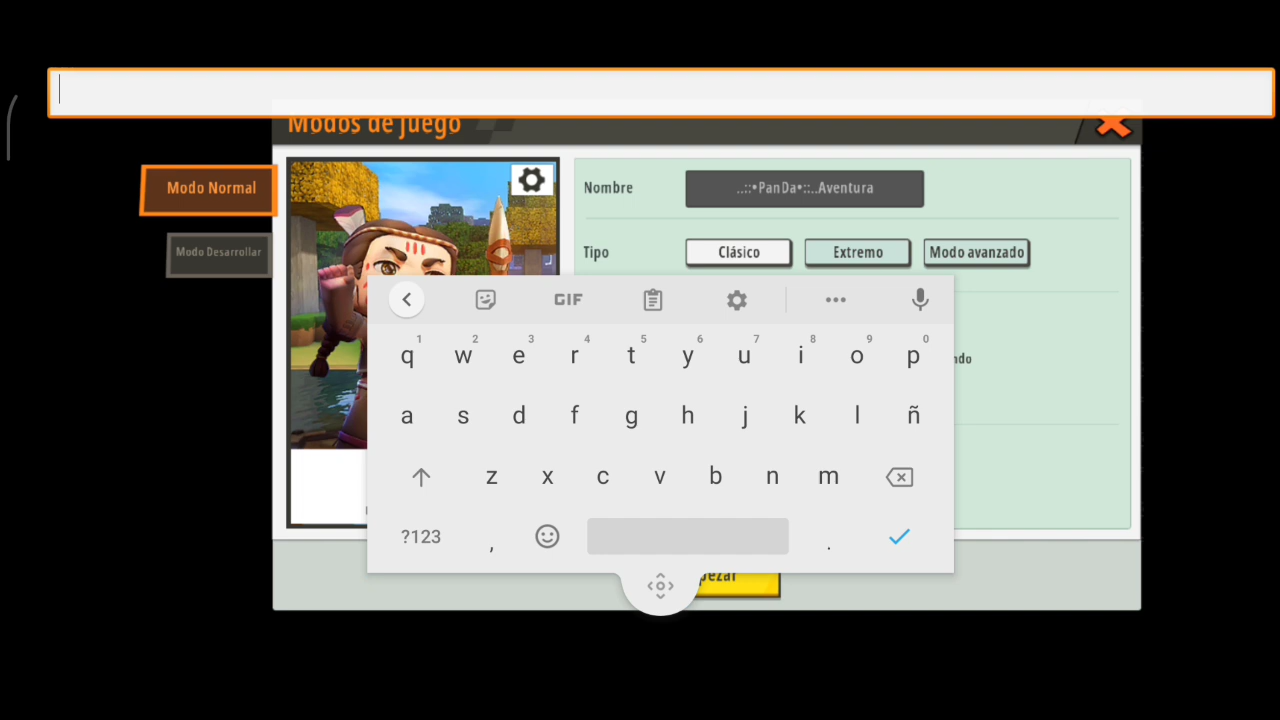 Modos de juego
Modo Normal
Modo Desarrollar
Nombre ..::•PanDa•::..Aventura
Tipo Clásico Extremo Modo avanzado
GIF
1 2 3 4 5 6 7 8 9 0
q w e r t y u i o p
a s d f g h j k l ñ
z x c v b n m
?123 , .